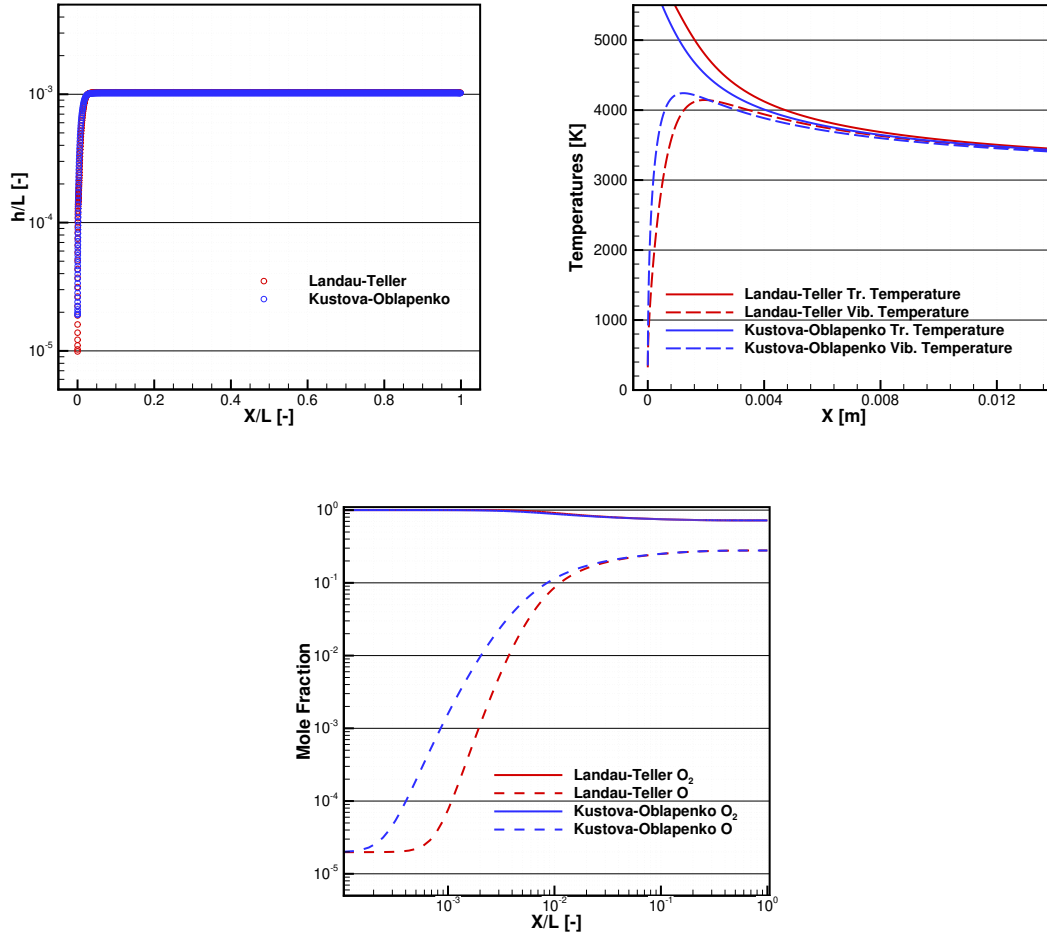 h/L [-]
10-3
10-4
10-5
Landau-Teller
Kustova-Oblapenko
0 0.2 0.4 0.6 0.8 1
X/L [-]
Temperatures [K]
5000
4000
3000
2000
1000
0
Landau-Teller Tr. Temperature
Landau-Teller Vib. Temperature
Kustova-Oblapenko Tr. Temperature
Kustova-Oblapenko Vib. Temperature
0 0.004 0.008 0.012
X [m]
Mole Fraction
100
10-1
10-2
10-3
10-4
10-5
Landau-Teller O2
Landau-Teller O
Kustova-Oblapenko O2
Kustova-Oblapenko O
10-3 10-2 10-1 100
X/L [-]